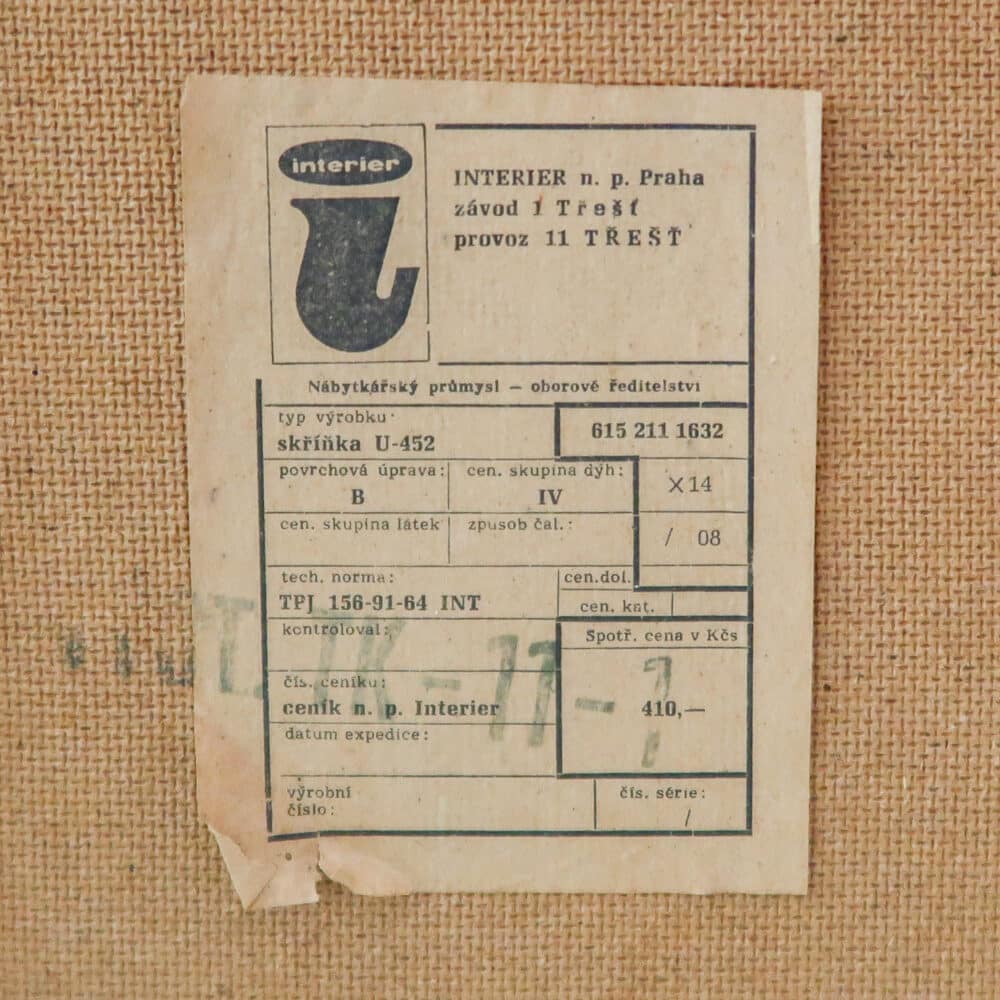 interier
INTERIER n. p. Praha
závod 1 Třešť
provoz 11 TŘEŠŤ
Nábytkářský průmysl — oborové ředitelství
typ výrobku:
skříňka U-452
615 211 1632
povrchová úprava:
B
cen. skupina dýh:
IV
X14
cen. skupina látek
způsob čal.:
/ 08
tech. norma:
TPJ 156-91-64 INT
cen.dol.
cen. kat.
kontroloval:
Spotř. cena v Kčs
410,—
čís. ceníku:
ceník n. p. Interier
datum expedice:
výrobní
číslo:
čís. série:
/